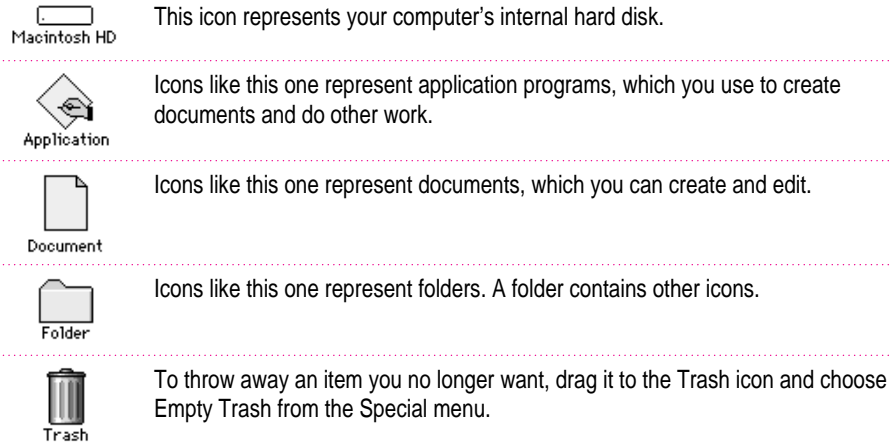 This icon represents your computer’s internal hard disk.
Macintosh HD
Icons like this one represent application programs, which you use to create
documents and do other work.
Application
Icons like this one represent documents, which you can create and edit.
Document
Icons like this one represent folders. A folder contains other icons.
Folder
To throw away an item you no longer want, drag it to the Trash icon and choose
Empty Trash from the Special menu.
Trash